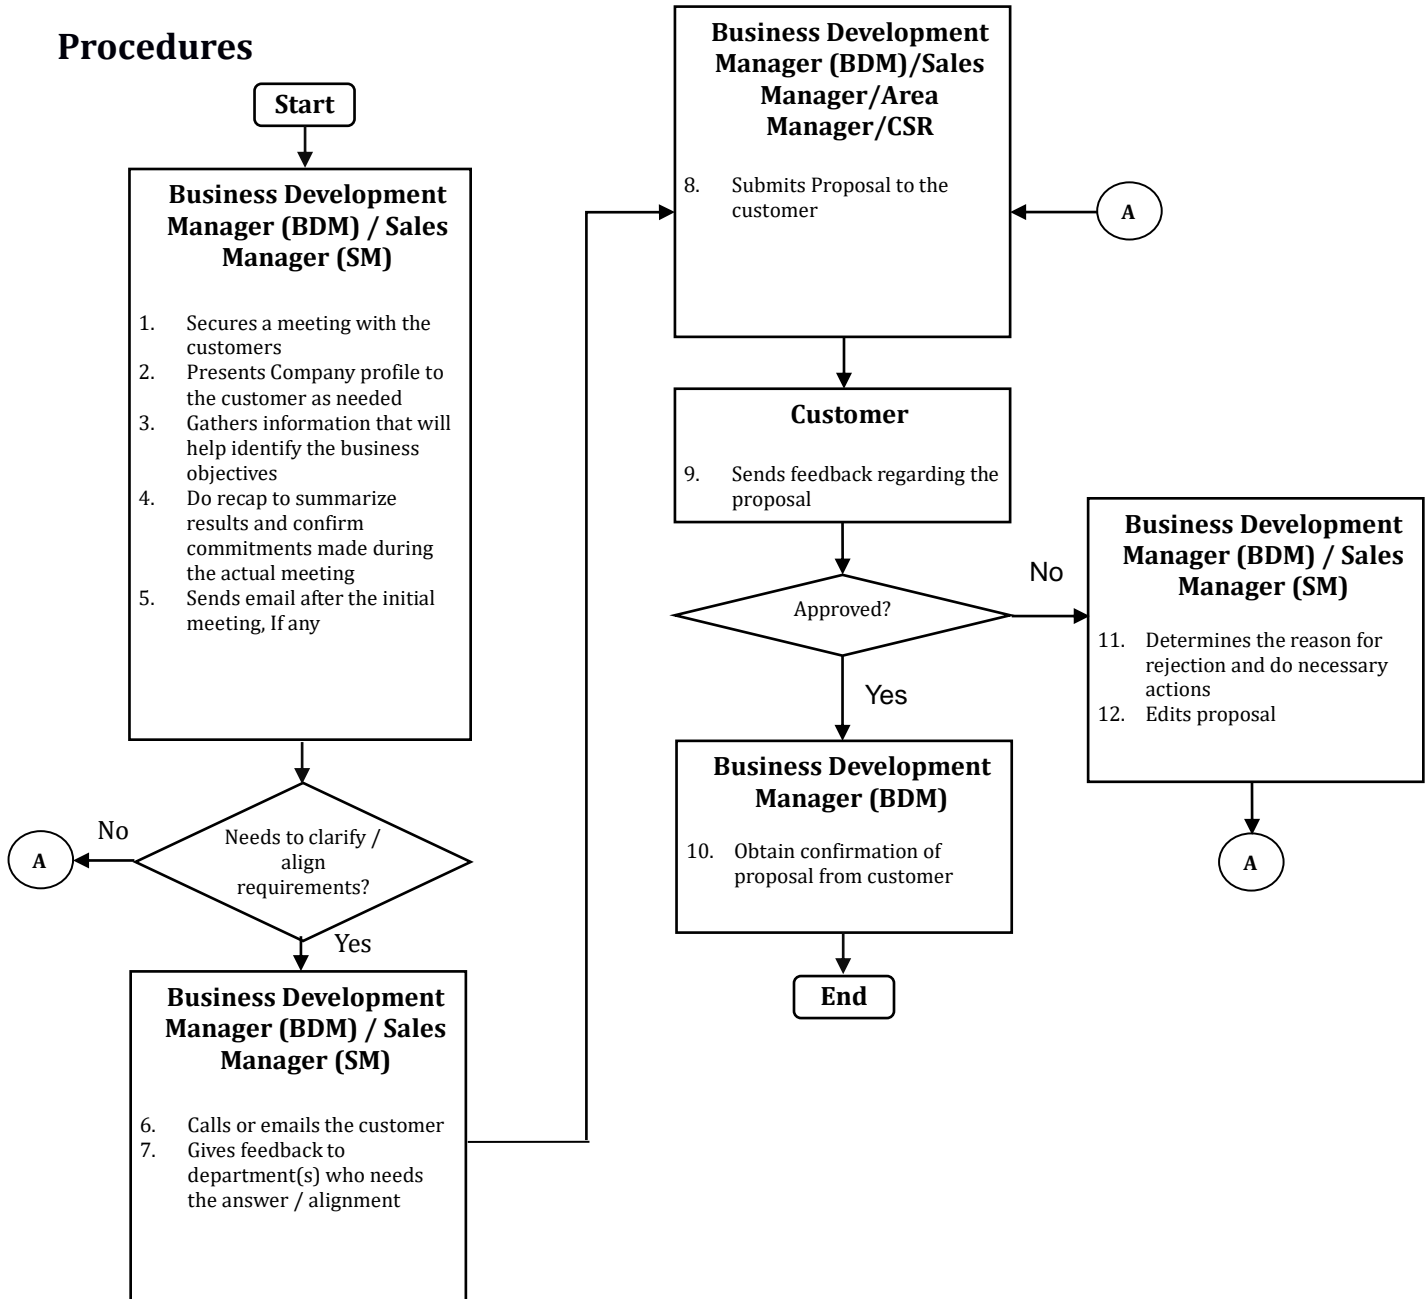 Procedures
Start
Business Development
Manager (BDM) / Sales
Manager (SM)
1. Secures a meeting with the
customers
2. Presents Company profile to
the customer as needed
3. Gathers information that will
help identify the business
objectives
4. Do recap to summarize
results and confirm
commitments made during
the actual meeting
5. Sends email after the initial
meeting, If any
Needs to clarify /
align
requirements?
No
A
Yes
Business Development
Manager (BDM) / Sales
Manager (SM)
6. Calls or emails the customer
7. Gives feedback to
department(s) who needs
the answer / alignment
Business Development
Manager (BDM)/Sales
Manager/Area
Manager/CSR
8. Submits Proposal to the
customer
A
Customer
9. Sends feedback regarding the
proposal
Approved?
No
Yes
Business Development
Manager (BDM)
10. Obtain confirmation of
proposal from customer
End
Business Development
Manager (BDM) / Sales
Manager (SM)
11. Determines the reason for
rejection and do necessary
actions
12. Edits proposal
A